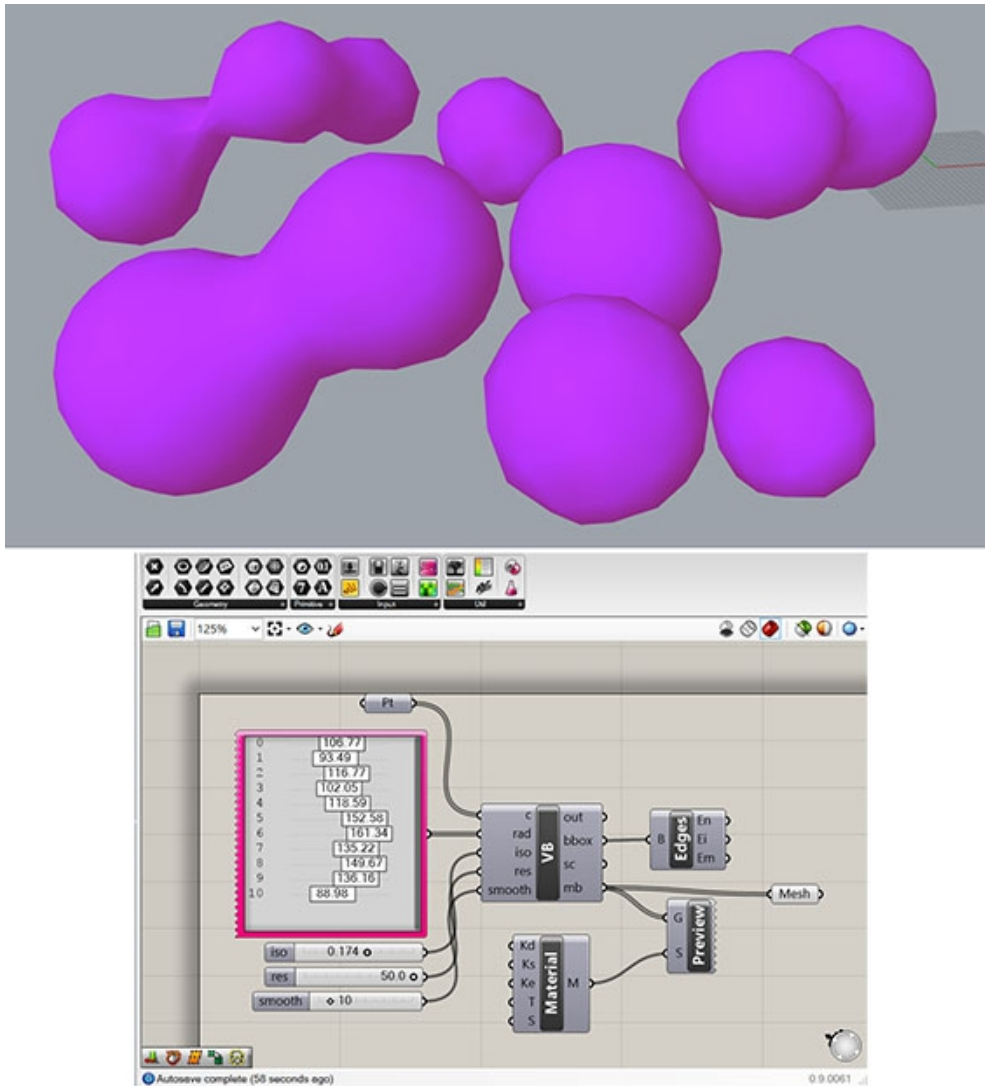 Geometry
Primitive
Input
Util
125%
Pt
0 106.77
1 93.49
2 116.77
3 102.05
4 118.59
5 152.58
6 161.34
7 135.22
8 149.67
9 136.16
10 88.98
c
rad
iso
res
smooth
VB
out
bbox
sc
mb
B
Edges
En
Ei
Em
Mesh
G
S
Preview
Kd
Ks
Ke
T
S
Material
M
iso 0.174
res 50.0
smooth 10
Autosave complete (58 seconds ago)
0.9.0061